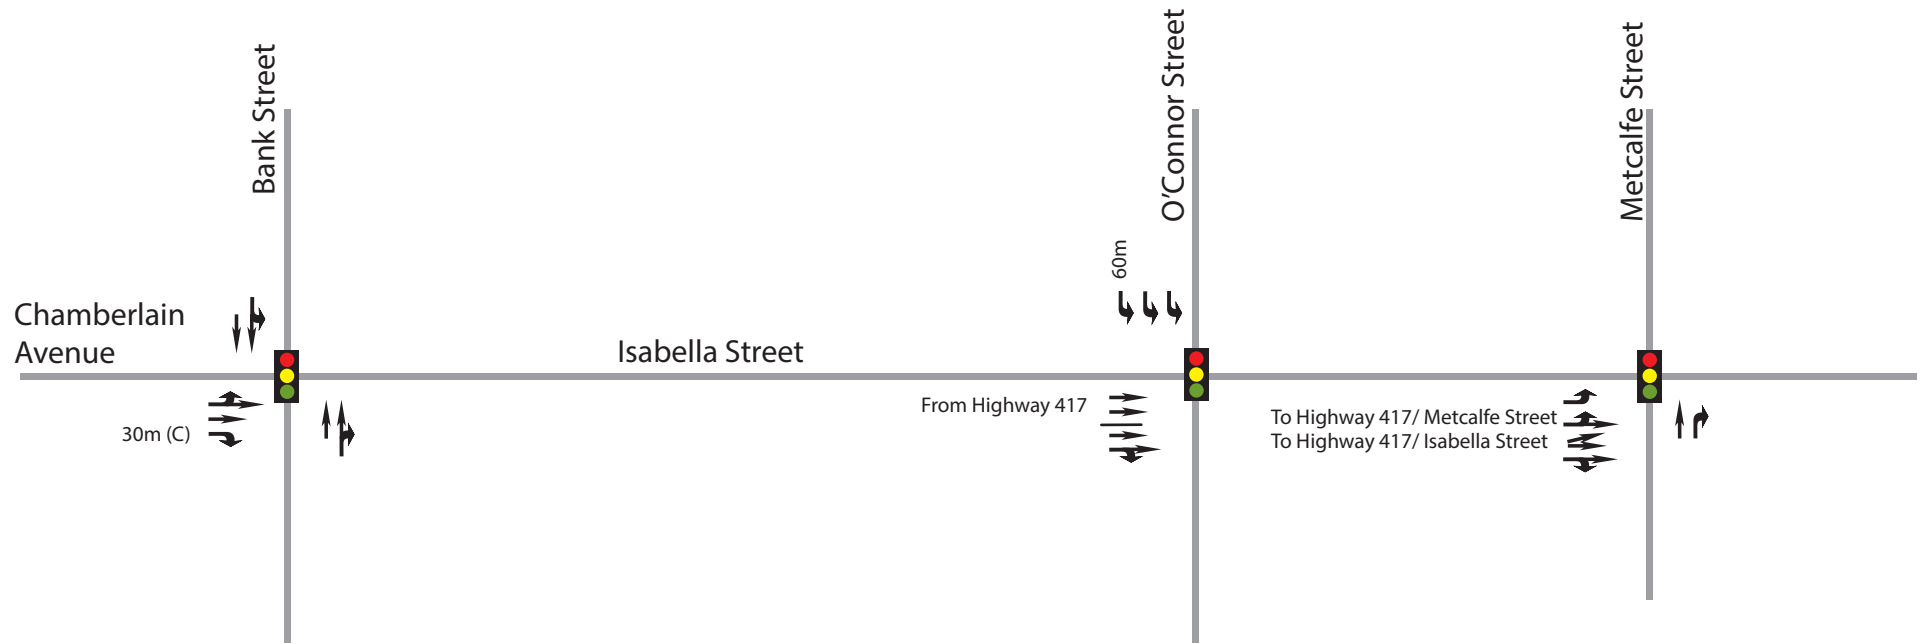 Bank Street
O'Connor Street
Metcalfe Street
60m
Chamberlain
Avenue
Isabella Street
From Highway 417
To Highway 417/ Metcalfe Street
30m (C)
To Highway 417/ Isabella Street